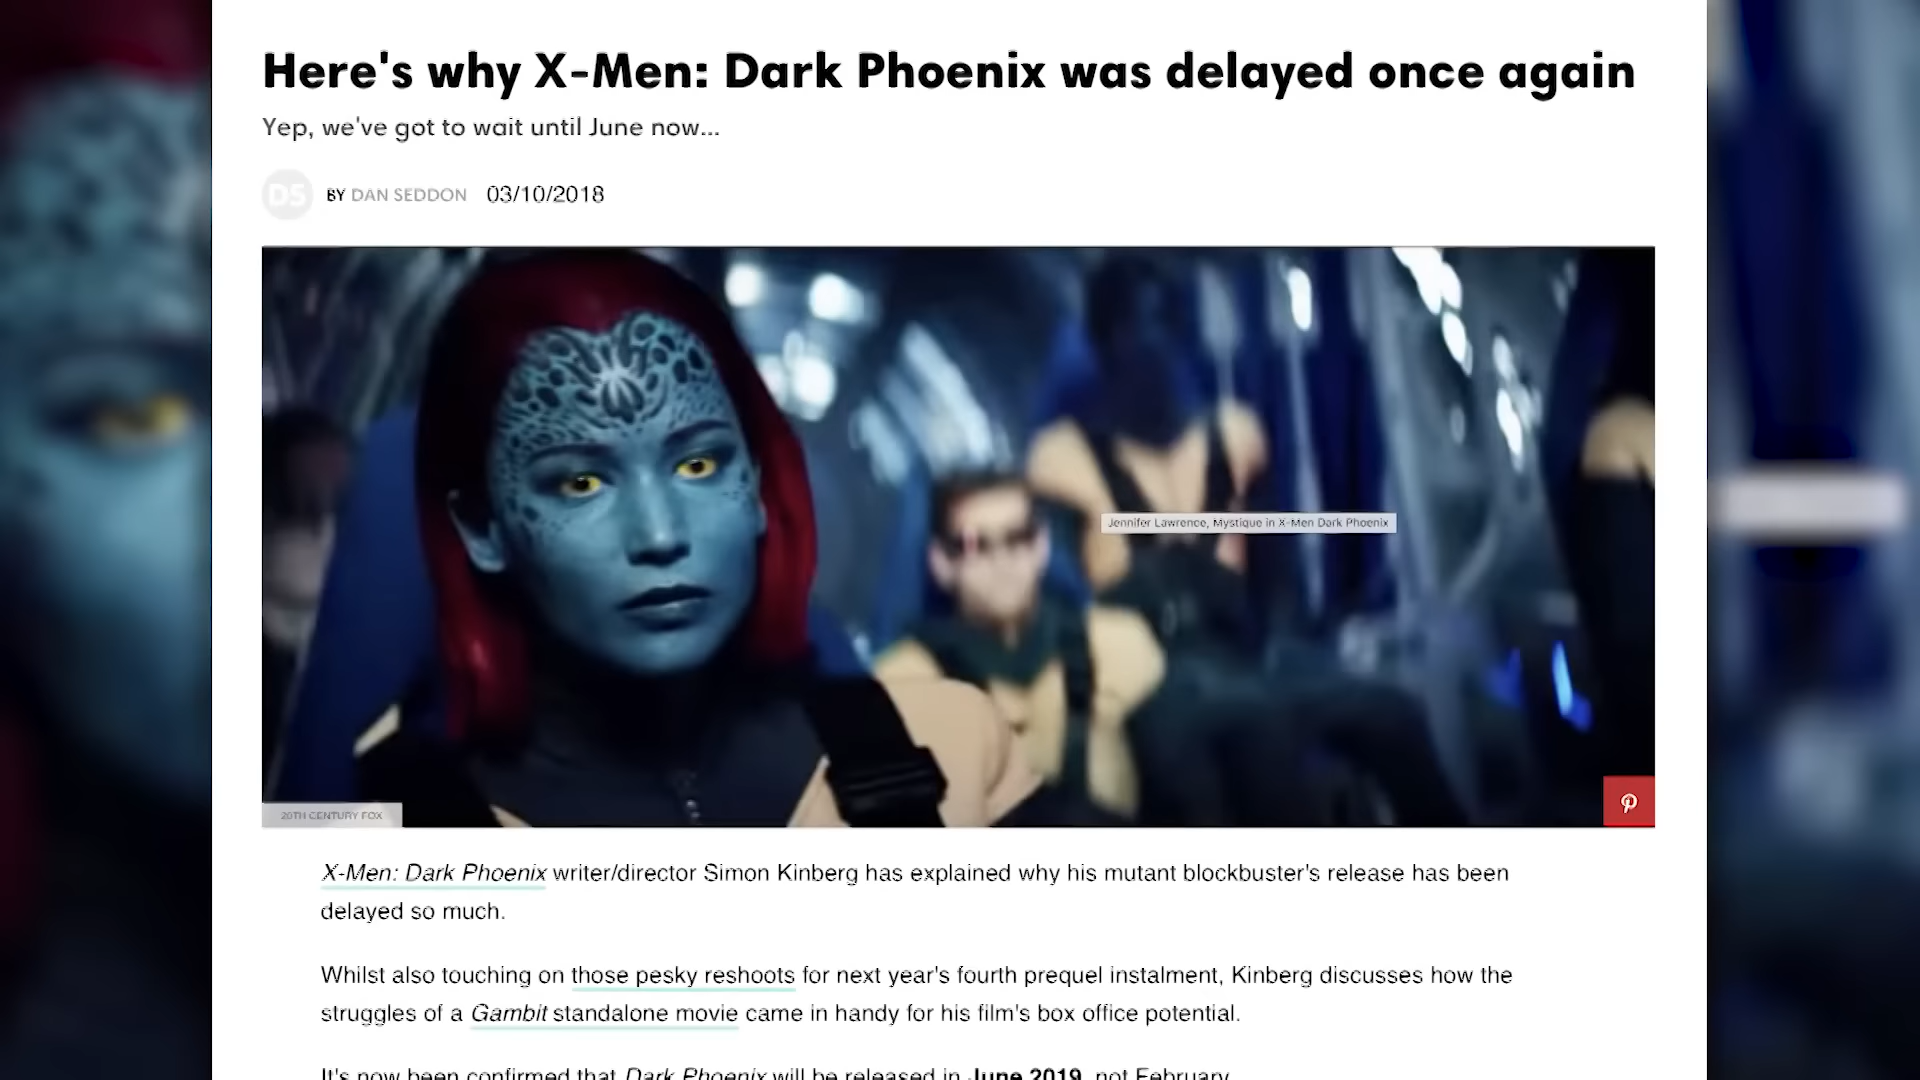 Here's why X-Men: Dark Phoenix was delayed once again
Yep, we've got to wait until June now...
DS
BY DAN SEDDON 03/10/2018
Jennifer Lawrence, Mystique in X-Men Dark Phoenix
20TH CENTURY FOX
X-Men: Dark Phoenix writer/director Simon Kinberg has explained why his mutant blockbuster's release has been
delayed so much.
Whilst also touching on those pesky reshoots for next year's fourth prequel instalment, Kinberg discusses how the
struggles of a Gambit standalone movie came in handy for his film's box office potential.
It's now been confirmed that Dark Phoenix will be released in June 2019, not February.